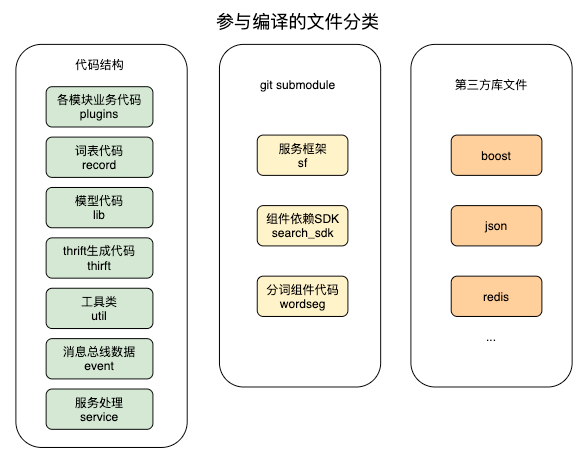 参与编译的文件分类
代码结构
各模块业务代码
plugins
词表代码
record
模型代码
lib
thrift生成代码
thirft
工具类
util
消息总线数据
event
服务处理
service
git submodule
服务框架
sf
组件依赖SDK
search_sdk
分词组件代码
wordseg
第三方库文件
boost
json
redis
...